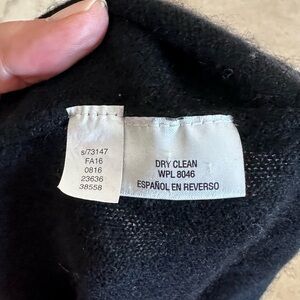 s/73147
FA16
0816
23636
38558
DRY CLEAN
WPL 8046
ESPAÑOL EN REVERSO